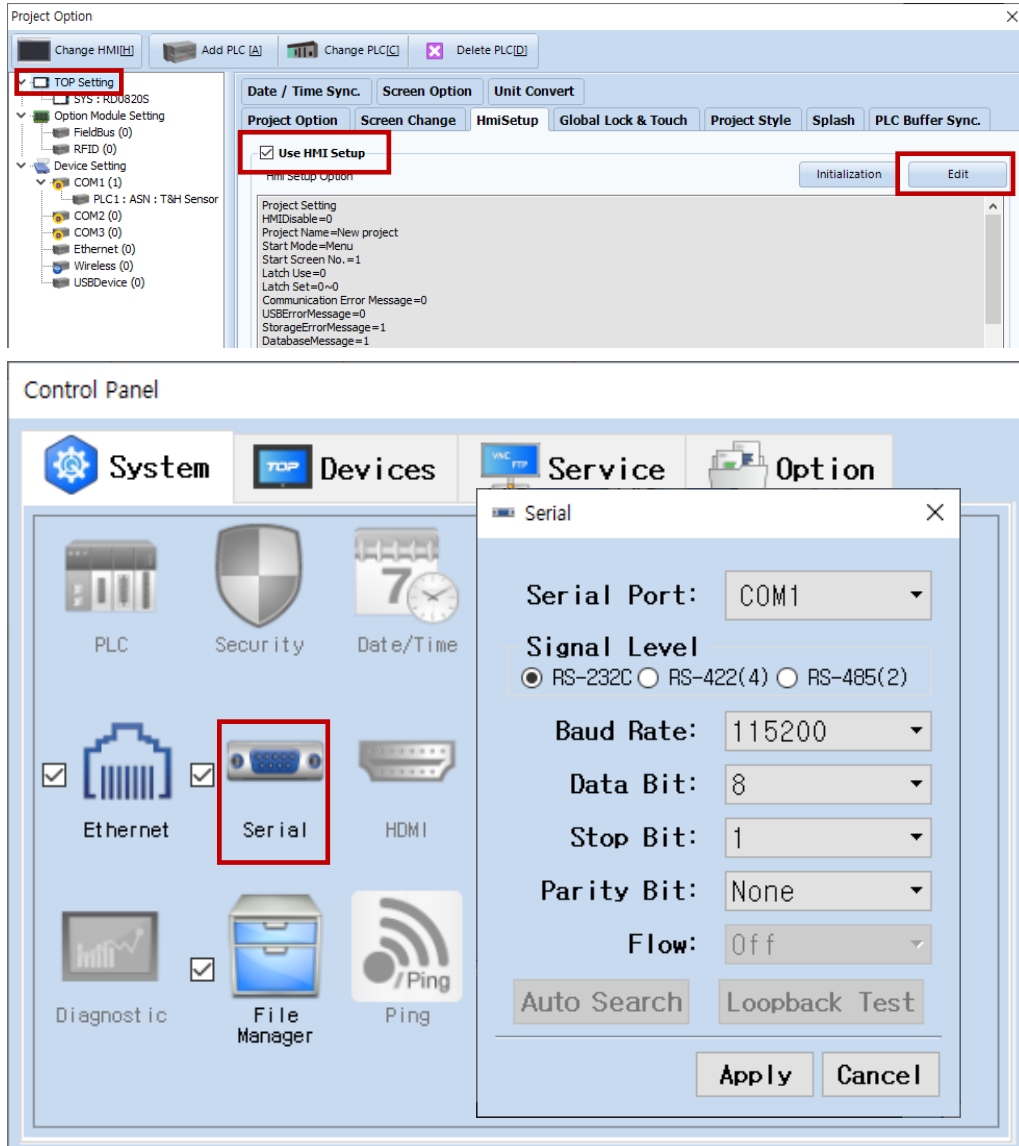 Project Option
Change HMI[H]
Add PLC [A]
Change PLC[C]
Delete PLC[D]
TOP Setting
SYS : RD0820S
Option Module Setting
FieldBus (0)
RFID (0)
Device Setting
COM1 (1)
PLC1 : ASN : T&H Sensor
COM2 (0)
COM3 (0)
Ethernet (0)
Wireless (0)
USBDevice (0)
Date / Time Sync.
Screen Option
Unit Convert
Project Option
Screen Change
HmiSetup
Global Lock & Touch
Project Style
Splash
PLC Buffer Sync.
Use HMI Setup
Hmi Setup Option
Initialization
Edit
Project Setting
HMIDisable=0
Project Name=New project
Start Mode=Menu
Start Screen No.=1
Latch Use=0
Latch Set=0~0
Communication Error Message=0
USBErrorMessage=0
StorageErrorMessage=1
DatabaseMessage=1
Control Panel
System
TOP
Devices
VNC
FTP
Service
Option
PLC
Security
7
Date/Time
Ethernet
Serial
HDMI
Diagnostic
File
Manager
/Ping
Ping
Serial
Serial Port:
COM1
Signal Level
RS-232C
RS-422(4)
RS-485(2)
Baud Rate:
115200
Data Bit:
8
Stop Bit:
1
Parity Bit:
None
Flow:
Off
Auto Search
Loopback Test
Apply
Cancel